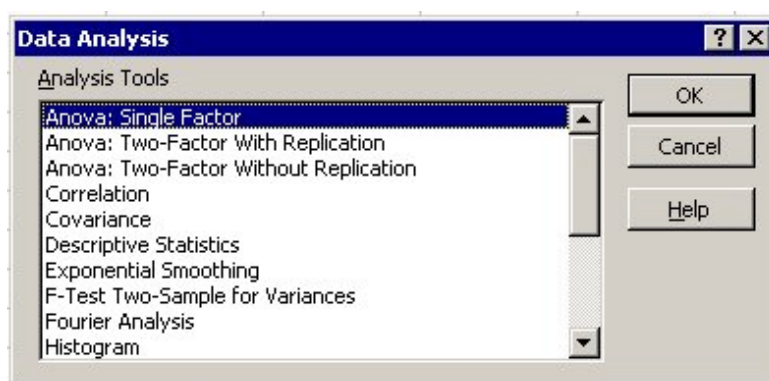 Data Analysis
Analysis Tools
Anova: Single Factor
Anova: Two-Factor With Replication
Anova: Two-Factor Without Replication
Correlation
Covariance
Descriptive Statistics
Exponential Smoothing
F-Test Two-Sample for Variances
Fourier Analysis
Histogram
OK
Cancel
Help